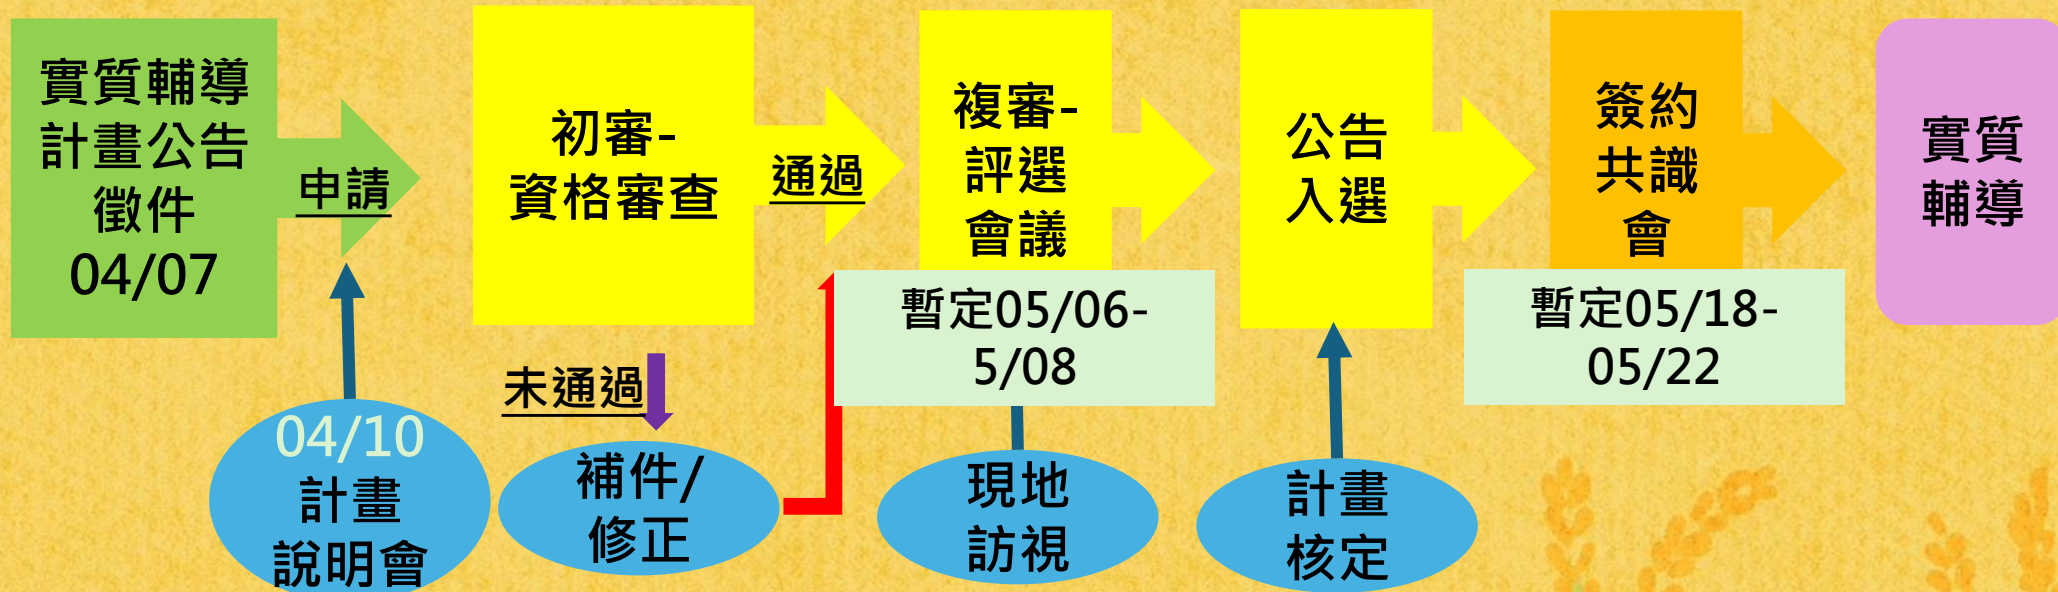 實質輔導
計畫公告
徵件
04/07
申請
初審-
資格審查
通過
複審-
評選
會議
公告
入選
簽約
共識
會
實質
輔導
暫定05/06-
5/08
暫定05/18-
05/22
未通過
04/10
計畫
說明會
補件/
修正
現地
訪視
計畫
核定